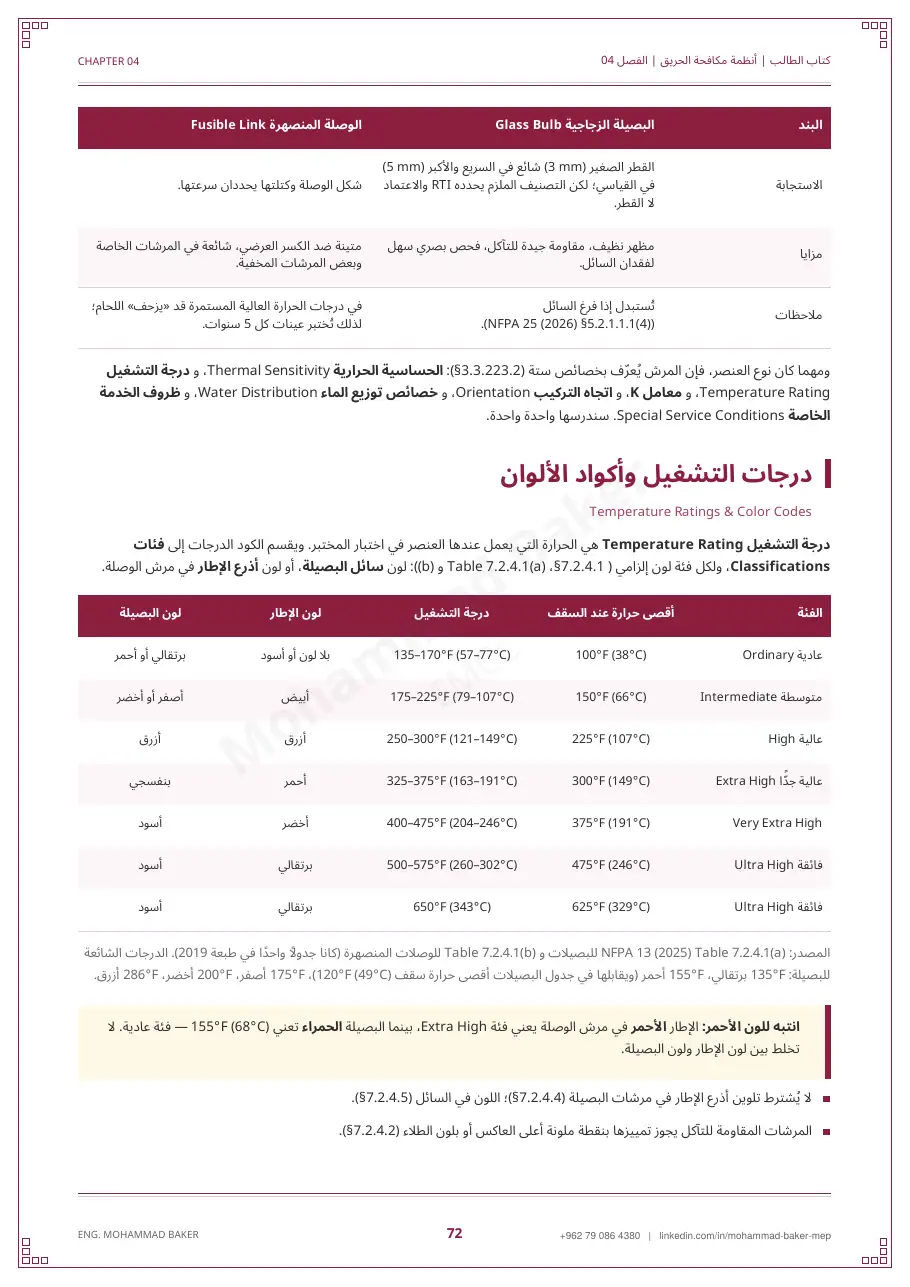 كتاب الطالب | أنظمة مكافحة الحريق | الفصل 04
CHAPTER 04
البند البصيلة الزجاجية Glass Bulb الوصلة المنصهرة Fusible Link
الاستجابة
القطر الصغير (3 mm) شائع في السريع والأكبر (5 mm)
في القياسي؛ لكن التصنيف الملزم يحدده RTI والاعتماد
لا القطر.
شكل الوصلة وكتلتها يحددان سرعتها.
مزايا
مظهر نظيف، مقاومة جيدة للتآكل، فحص بصري سهل
لفقدان السائل.
متينة ضد الكسر العرضي، شائعة في المرشات الخاصة
وبعض المرشات المخفية.
ملاحظات
تُستبدل إذا فرغ السائل
(NFPA 25 (2026) §5.2.1.1.1(4)).
في درجات الحرارة العالية المستمرة قد «يزحف» اللحام؛
لذلك تُختبر عينات كل 5 سنوات.
ومهما كان نوع العنصر، فإن المرش يُعرّف بخصائص ستة (§3.3.223.2): الحساسية الحرارية Thermal Sensitivity، و درجة التشغيل
Temperature Rating، و معامل K، و اتجاه التركيب Orientation، و خصائص توزيع الماء Water Distribution، و ظروف الخدمة
الخاصة Special Service Conditions. سندرسها واحدة واحدة.
درجات التشغيل وأكواد الألوان
Temperature Ratings & Color Codes
درجة التشغيل Temperature Rating هي الحرارة التي يعمل عندها العنصر في اختبار المختبر. ويقسم الكود الدرجات إلى فئات
Classifications، ولكل فئة لون إلزامي ( §7.2.4.1، Table 7.2.4.1(a) و (b)): لون سائل البصيلة، أو لون أذرع الإطار في مرش الوصلة.
الفئة أقصى حرارة عند السقف درجة التشغيل لون الإطار لون البصيلة
عادية Ordinary 100°F (38°C) 135–170°F (57–77°C) بلا لون أو أسود برتقالي أو أحمر
متوسطة Intermediate 150°F (66°C) 175–225°F (79–107°C) أبيض أصفر أو أخضر
عالية High 225°F (107°C) 250–300°F (121–149°C) أزرق أزرق
عالية جدًّا Extra High 300°F (149°C) 325–375°F (163–191°C) أحمر بنفسجي
Very Extra High 375°F (191°C) 400–475°F (204–246°C) أخضر أسود
فائقة Ultra High 475°F (246°C) 500–575°F (260–302°C) برتقالي أسود
فائقة Ultra High 625°F (329°C) 650°F (343°C) برتقالي أسود
المصدر: NFPA 13 (2025) Table 7.2.4.1(a) للبصيلات و Table 7.2.4.1(b) للوصلات المنصهرة (كانا جدولًا واحدًا في طبعة 2019). الدرجات الشائعة
للبصيلة: 135°F برتقالي، 155°F أحمر (ويقابلها في جدول البصيلات أقصى حرارة سقف 120°F (49°C))، 175°F أصفر، 200°F أخضر، 286°F أزرق.
انتبه للون الأحمر: الإطار الأحمر في مرش الوصلة يعني فئة Extra High، بينما البصيلة الحمراء تعني 155°F (68°C) — فئة عادية. لا
تخلط بين لون الإطار ولون البصيلة.
لا يُشترط تلوين أذرع الإطار في مرشات البصيلة (§7.2.4.4)؛ اللون في السائل (§7.2.4.5).
المرشات المقاومة للتآكل يجوز تمييزها بنقطة ملونة أعلى العاكس أو بلون الطلاء (§7.2.4.2).
ENG. MOHAMMAD BAKER
72
+962 79 086 4380 | linkedin.com/in/mohammad-baker-mep
Mohammad Baker